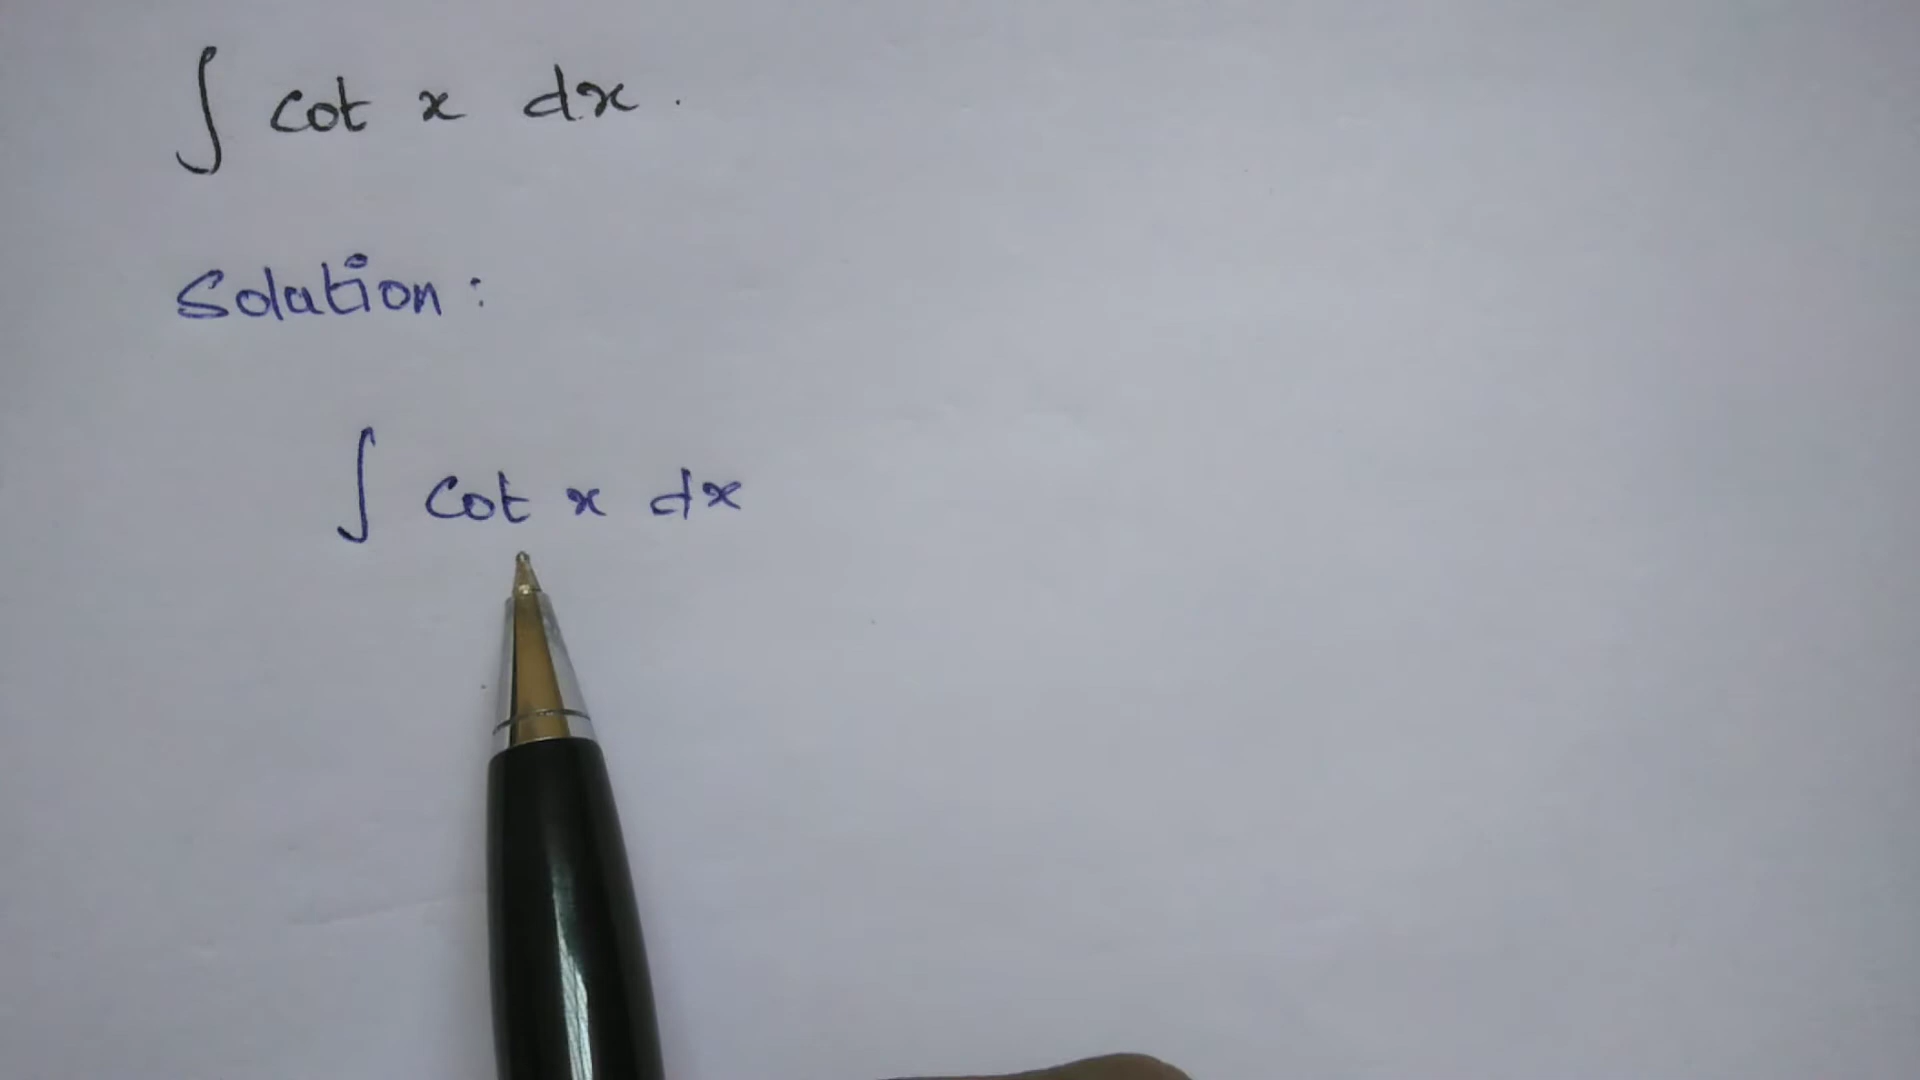 ∫ cot x dx.
Solution:
∫ cot x dx